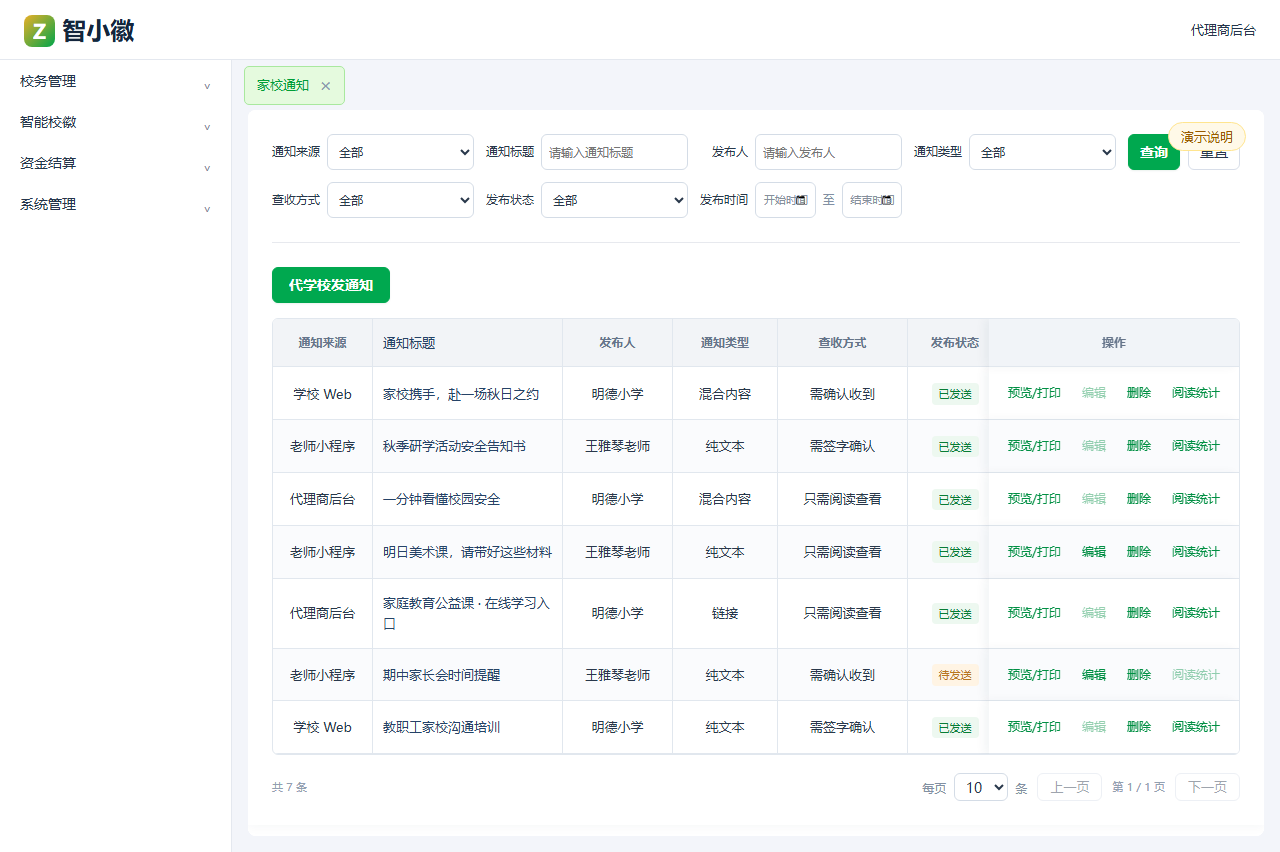 Z 智小徽
代理商后台
校务管理
智能校徽
资金结算
系统管理
家校通知 ×
通知来源 全部 通知标题 请输入通知标题 发布人 请输入发布人 通知类型 全部 查询 重置
演示说明
查收方式 全部 发布状态 全部 发布时间 开始时 至 结束时
代学校发通知
通知来源 通知标题 发布人 通知类型 查收方式 发布状态 操作
学校 Web 家校携手，赴一场秋日之约 明德小学 混合内容 需确认收到 已发送 预览/打印 编辑 删除 阅读统计
老师小程序 秋季研学活动安全告知书 王雅琴老师 纯文本 需签字确认 已发送 预览/打印 编辑 删除 阅读统计
代理商后台 一分钟看懂校园安全 明德小学 混合内容 只需阅读查看 已发送 预览/打印 编辑 删除 阅读统计
老师小程序 明日美术课，请带好这些材料 王雅琴老师 纯文本 只需阅读查看 已发送 预览/打印 编辑 删除 阅读统计
代理商后台 家庭教育公益课 · 在线学习入 明德小学 链接 只需阅读查看 已发送 预览/打印 编辑 删除 阅读统计
口
老师小程序 期中家长会时间提醒 王雅琴老师 纯文本 需确认收到 待发送 预览/打印 编辑 删除 阅读统计
学校 Web 教职工家校沟通培训 明德小学 纯文本 需签字确认 已发送 预览/打印 编辑 删除 阅读统计
共 7 条 每页 10 条 上一页 第 1 / 1 页 下一页